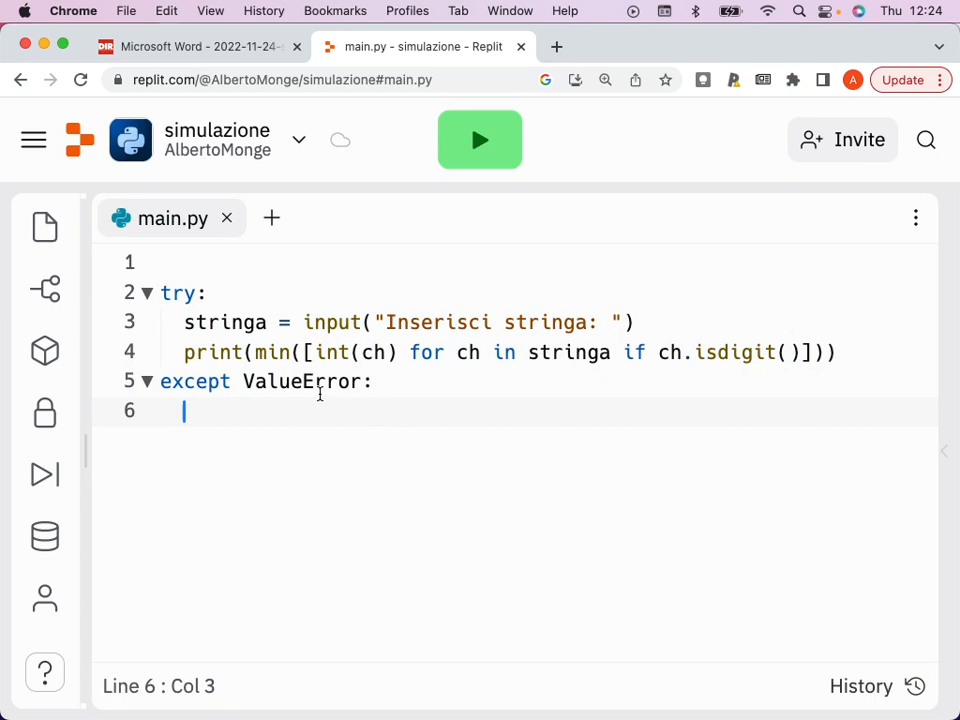 Chrome File Edit View History Bookmarks Profiles Tab Window Help Thu 12:24
DIR Microsoft Word - 2022-11-24- main.py - simulazione - Replit
replit.com/@AlbertoMonge/simulazione#main.py A Update
simulazione
AlbertoMonge
Invite
main.py
1
2 try:
3 stringa = input("Inserisci stringa: ")
4 print(min([int(ch) for ch in stringa if ch.isdigit()]))
5 except ValueError:
6
Line 6 : Col 3 History